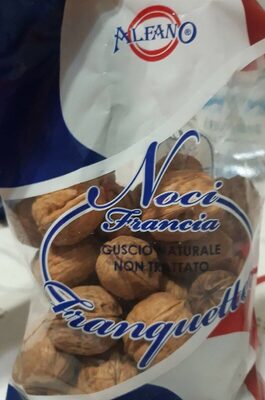 ALFANO®
Noci
Francia
GUSCIO NATURALE
NON TRATTATO
Franquette